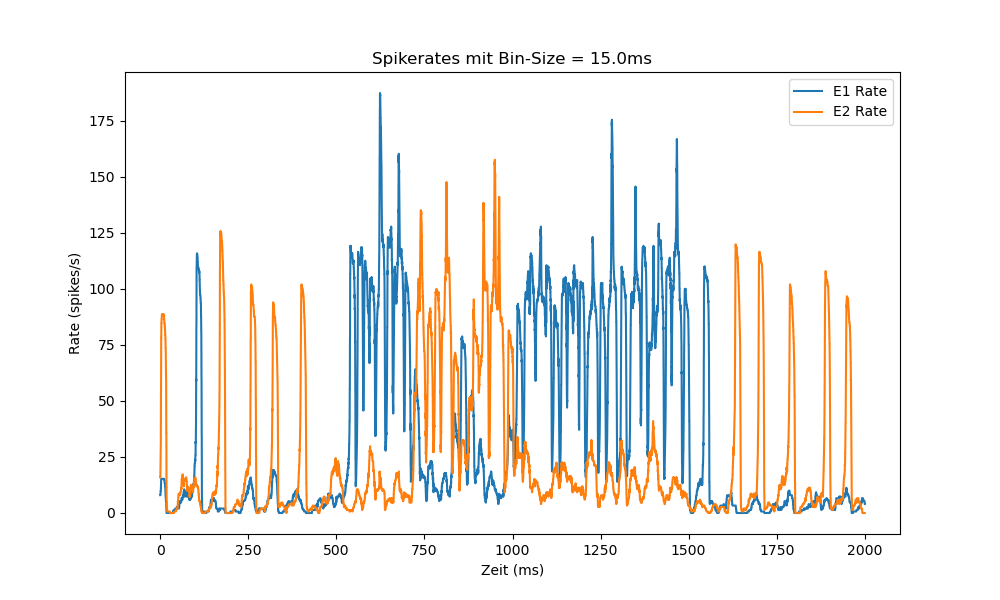 Spikerates mit Bin-Size = 15.0ms
E1 Rate
E2 Rate
Rate (spikes/s)
175
150
125
100
75
50
25
0
0 250 500 750 1000 1250 1500 1750 2000
Zeit (ms)